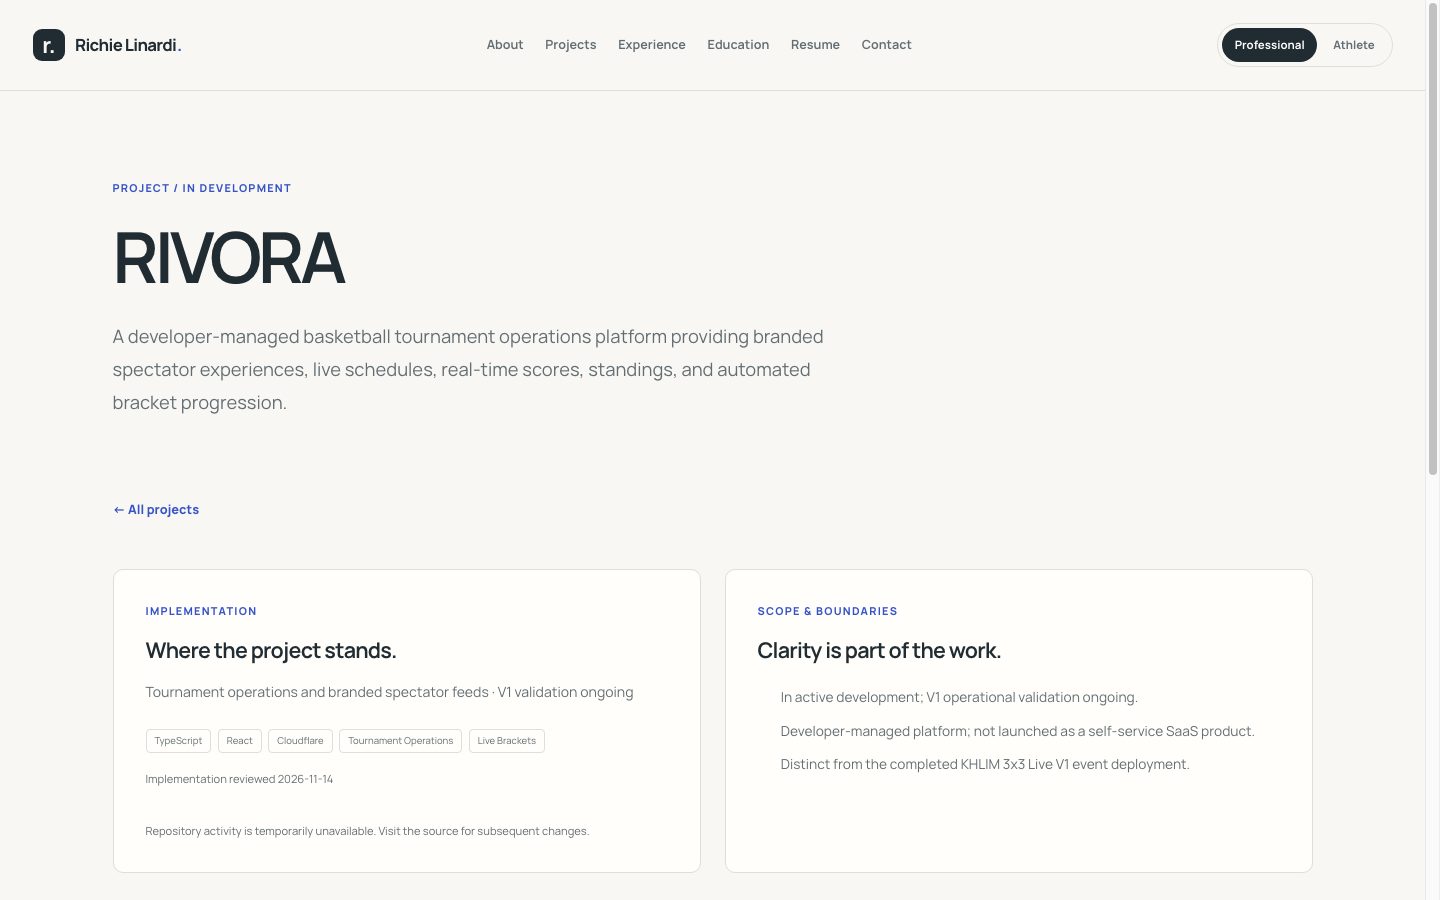 r. Richie Linardi.
About Projects Experience Education Resume Contact
Professional Athlete
PROJECT / IN DEVELOPMENT
RIVORA
A developer-managed basketball tournament operations platform providing branded
spectator experiences, live schedules, real-time scores, standings, and automated
bracket progression.
← All projects
IMPLEMENTATION
Where the project stands.
Tournament operations and branded spectator feeds · V1 validation ongoing
TypeScript React Cloudflare Tournament Operations Live Brackets
Implementation reviewed 2026-11-14
Repository activity is temporarily unavailable. Visit the source for subsequent changes.
SCOPE & BOUNDARIES
Clarity is part of the work.
In active development; V1 operational validation ongoing.
Developer-managed platform; not launched as a self-service SaaS product.
Distinct from the completed KHLIM 3x3 Live V1 event deployment.